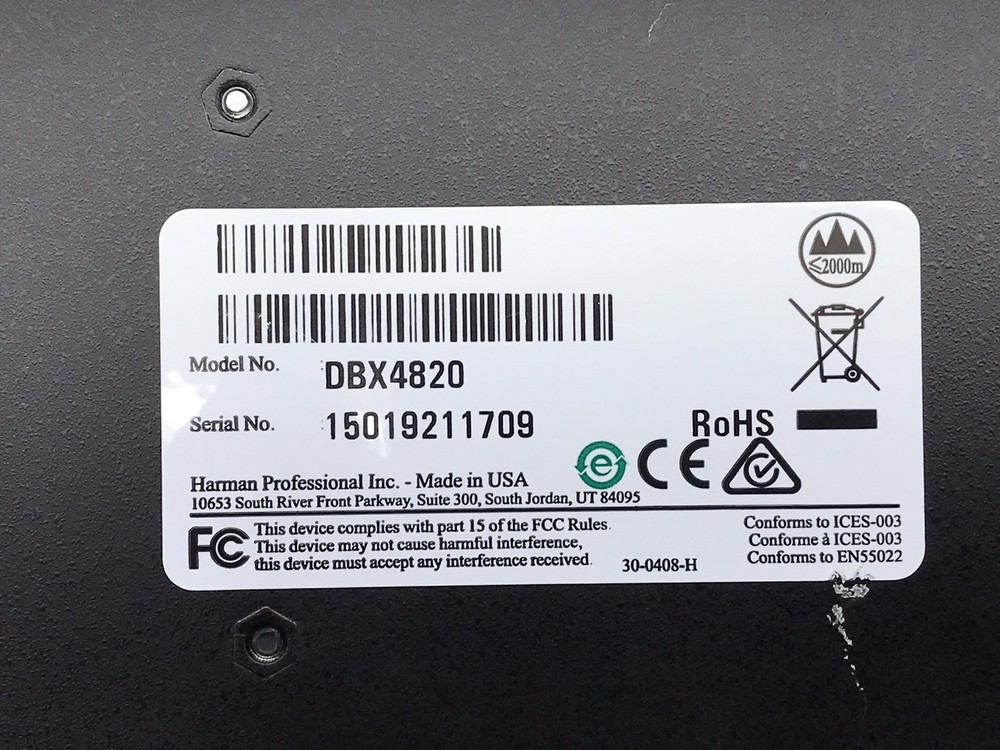 ≤2000m
Model No. DBX4820
Serial No. 15019211709
RoHS
e CE
Harman Professional Inc. - Made in USA
10653 South River Front Parkway, Suite 300, South Jordan, UT 84095
FC This device complies with part 15 of the FCC Rules.
This device may not cause harmful interference,
this device must accept any interference received.
30-0408-H
Conforms to ICES-003
Conforme à ICES-003
Conforms to EN55022